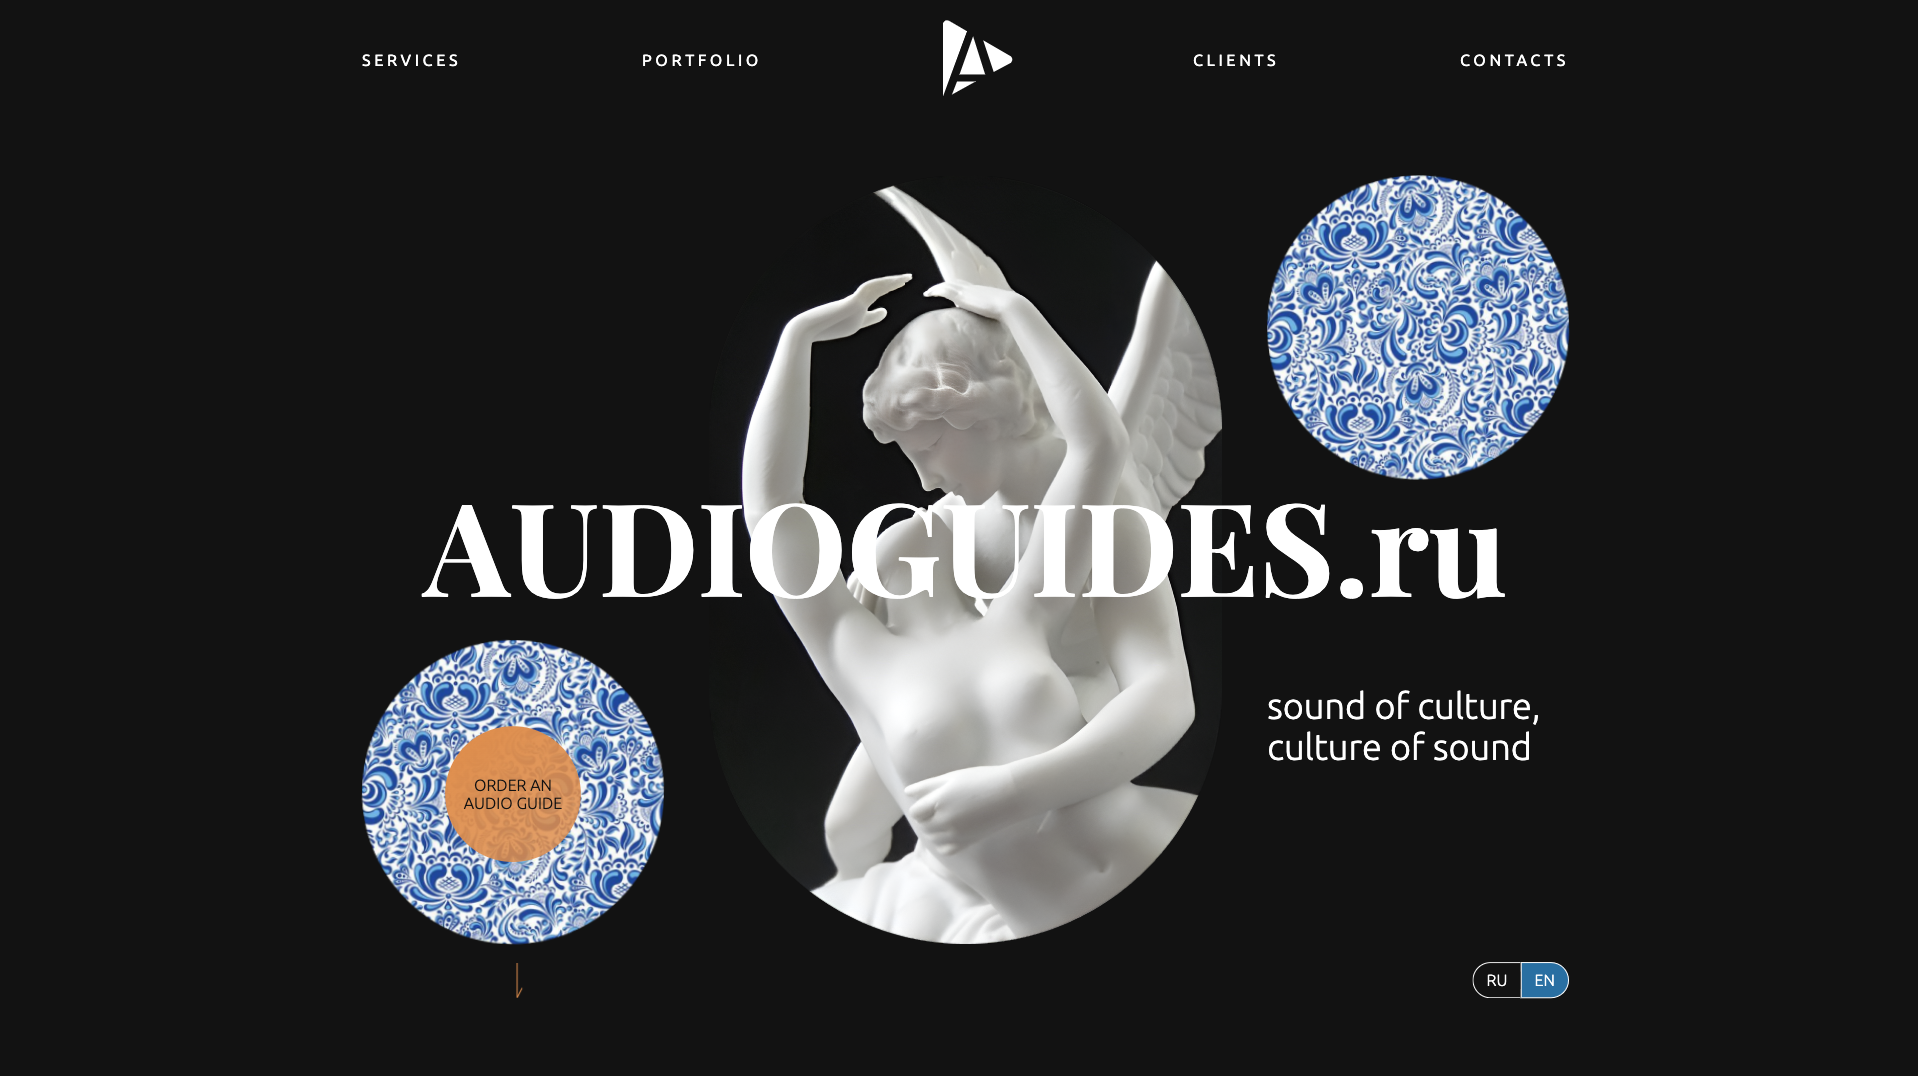 SERVICES
PORTFOLIO
CLIENTS
CONTACTS
AUDIOGUIDES.ru
sound of culture,
culture of sound
ORDER AN
AUDIO GUIDE
RU
EN